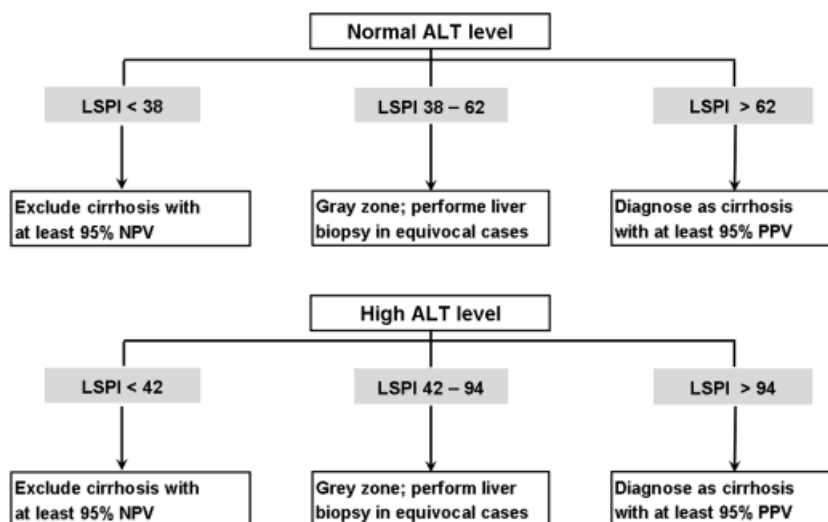 Normal ALT level
LSPI < 38
LSPI 38 – 62
LSPI > 62
Exclude cirrhosis with
at least 95% NPV
Gray zone; performe liver
biopsy in equivocal cases
Diagnose as cirrhosis
with at least 95% PPV
High ALT level
LSPI < 42
LSPI 42 – 94
LSPI > 94
Exclude cirrhosis with
at least 95% NPV
Grey zone; perform liver
biopsy in equivocal cases
Diagnose as cirrhosis
with at least 95% PPV